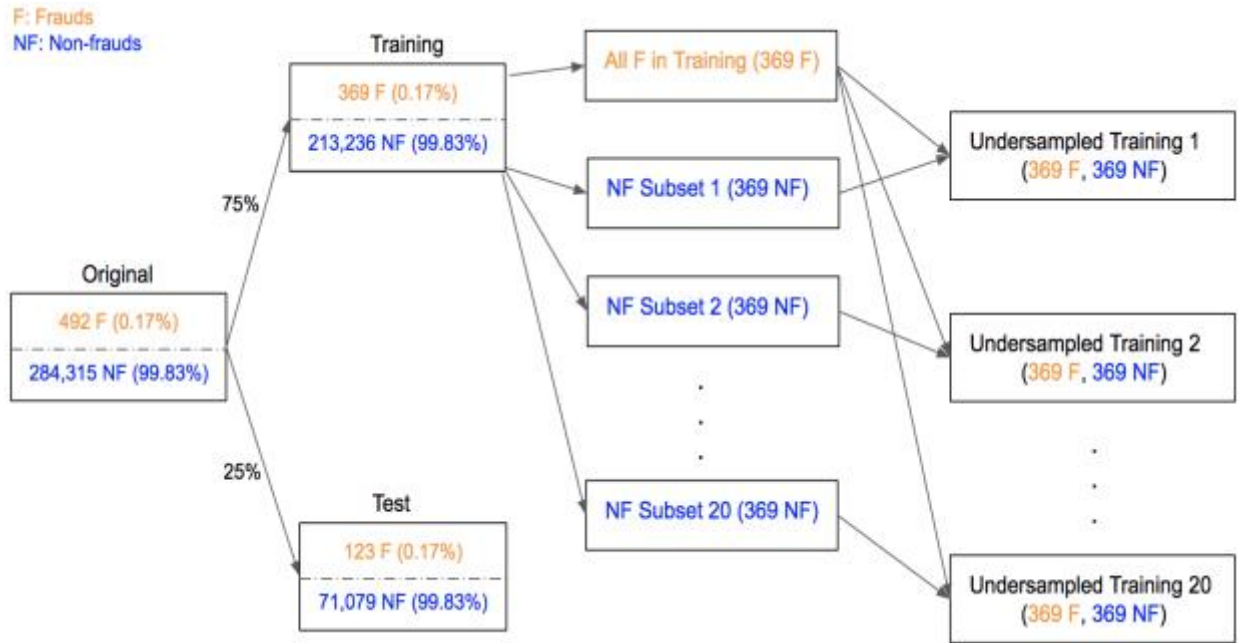 F: Frauds
NF: Non-frauds
Training
369 F (0.17%)
213,236 NF (99.83%)
All F in Training (369 F)
Undersampled Training 1
(369 F, 369 NF)
NF Subset 1 (369 NF)
75%
Original
492 F (0.17%)
284,315 NF (99.83%)
NF Subset 2 (369 NF)
Undersampled Training 2
(369 F, 369 NF)
25%
Test
123 F (0.17%)
71,079 NF (99.83%)
NF Subset 20 (369 NF)
Undersampled Training 20
(369 F, 369 NF)